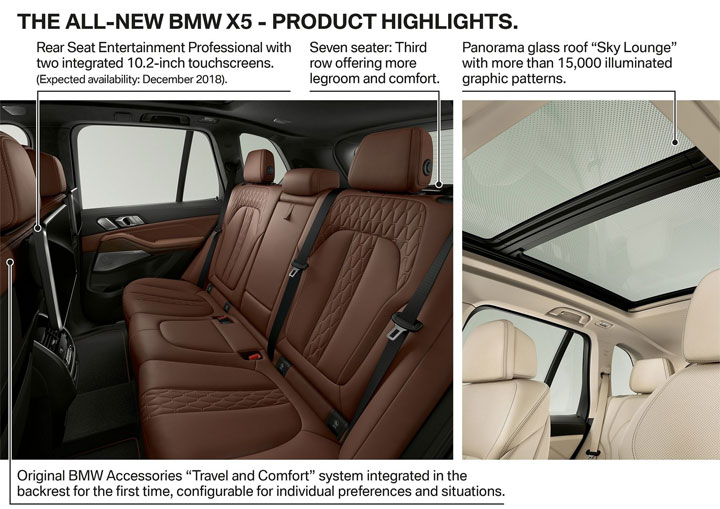 THE ALL-NEW BMW X5 - PRODUCT HIGHLIGHTS.
Rear Seat Entertainment Professional with
two integrated 10.2-inch touchscreens.
(Expected availability: December 2018).
Seven seater: Third
row offering more
legroom and comfort.
Panorama glass roof “Sky Lounge”
with more than 15,000 illuminated
graphic patterns.
Original BMW Accessories “Travel and Comfort” system integrated in the
backrest for the first time, configurable for individual preferences and situations.